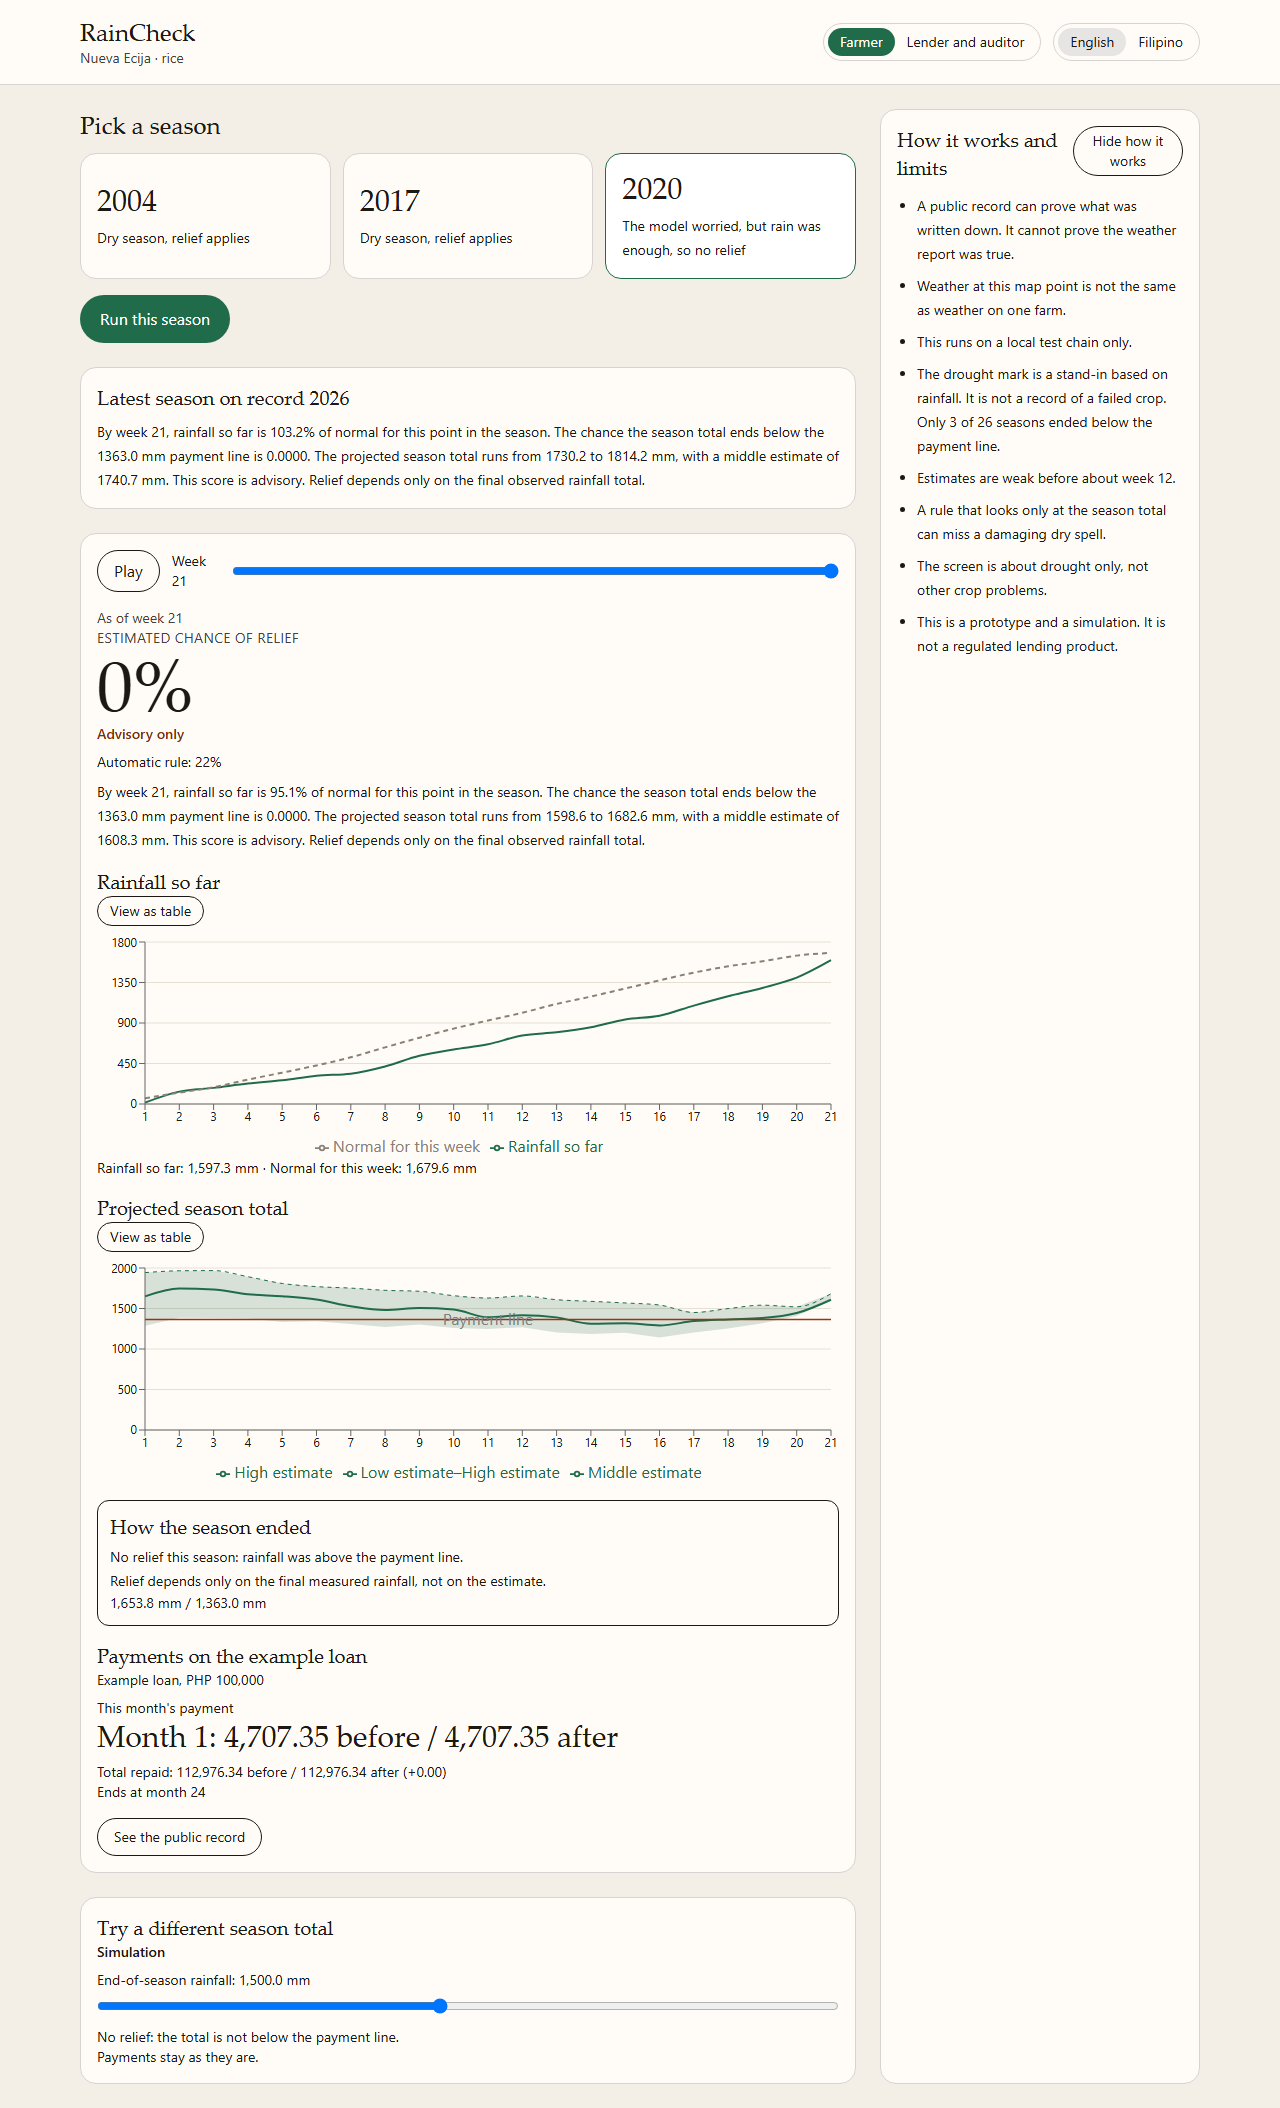 RainCheck
Nueva Ecija · rice
Farmer
Lender and auditor
English
Filipino
Pick a season
2004
Dry season, relief applies
2017
Dry season, relief applies
2020
The model worried, but rain was
enough, so no relief
Run this season
Latest season on record 2026
By week 21, rainfall so far is 103.2% of normal for this point in the season. The chance the season total ends below the
1363.0 mm payment line is 0.0000. The projected season total runs from 1730.2 to 1814.2 mm, with a middle estimate of
1740.7 mm. This score is advisory. Relief depends only on the final observed rainfall total.
Play
Week
21
As of week 21
ESTIMATED CHANCE OF RELIEF
0%
Advisory only
Automatic rule: 22%
By week 21, rainfall so far is 95.1% of normal for this point in the season. The chance the season total ends below the
1363.0 mm payment line is 0.0000. The projected season total runs from 1598.6 to 1682.6 mm, with a middle estimate of
1608.3 mm. This score is advisory. Relief depends only on the final observed rainfall total.
Rainfall so far
View as table
1800
1350
900
450
0
1 2 3 4 5 6 7 8 9 10 11 12 13 14 15 16 17 18 19 20 21
Normal for this week
Rainfall so far
Rainfall so far: 1,597.3 mm · Normal for this week: 1,679.6 mm
Projected season total
View as table
2000
1500
Payment line
1000
500
0
1 2 3 4 5 6 7 8 9 10 11 12 13 14 15 16 17 18 19 20 21
High estimate
Low estimate–High estimate
Middle estimate
How the season ended
No relief this season: rainfall was above the payment line.
Relief depends only on the final measured rainfall, not on the estimate.
1,653.8 mm / 1,363.0 mm
Payments on the example loan
Example loan, PHP 100,000
This month's payment
Month 1: 4,707.35 before / 4,707.35 after
Total repaid: 112,976.34 before / 112,976.34 after (+0.00)
Ends at month 24
See the public record
Try a different season total
Simulation
End-of-season rainfall: 1,500.0 mm
No relief: the total is not below the payment line.
Payments stay as they are.
How it works and
limits
Hide how it
works
• A public record can prove what was
written down. It cannot prove the weather
report was true.
• Weather at this map point is not the same
as weather on one farm.
• This runs on a local test chain only.
• The drought mark is a stand-in based on
rainfall. It is not a record of a failed crop.
Only 3 of 26 seasons ended below the
payment line.
• Estimates are weak before about week 12.
• A rule that looks only at the season total
can miss a damaging dry spell.
• The screen is about drought only, not
other crop problems.
• This is a prototype and a simulation. It is
not a regulated lending product.